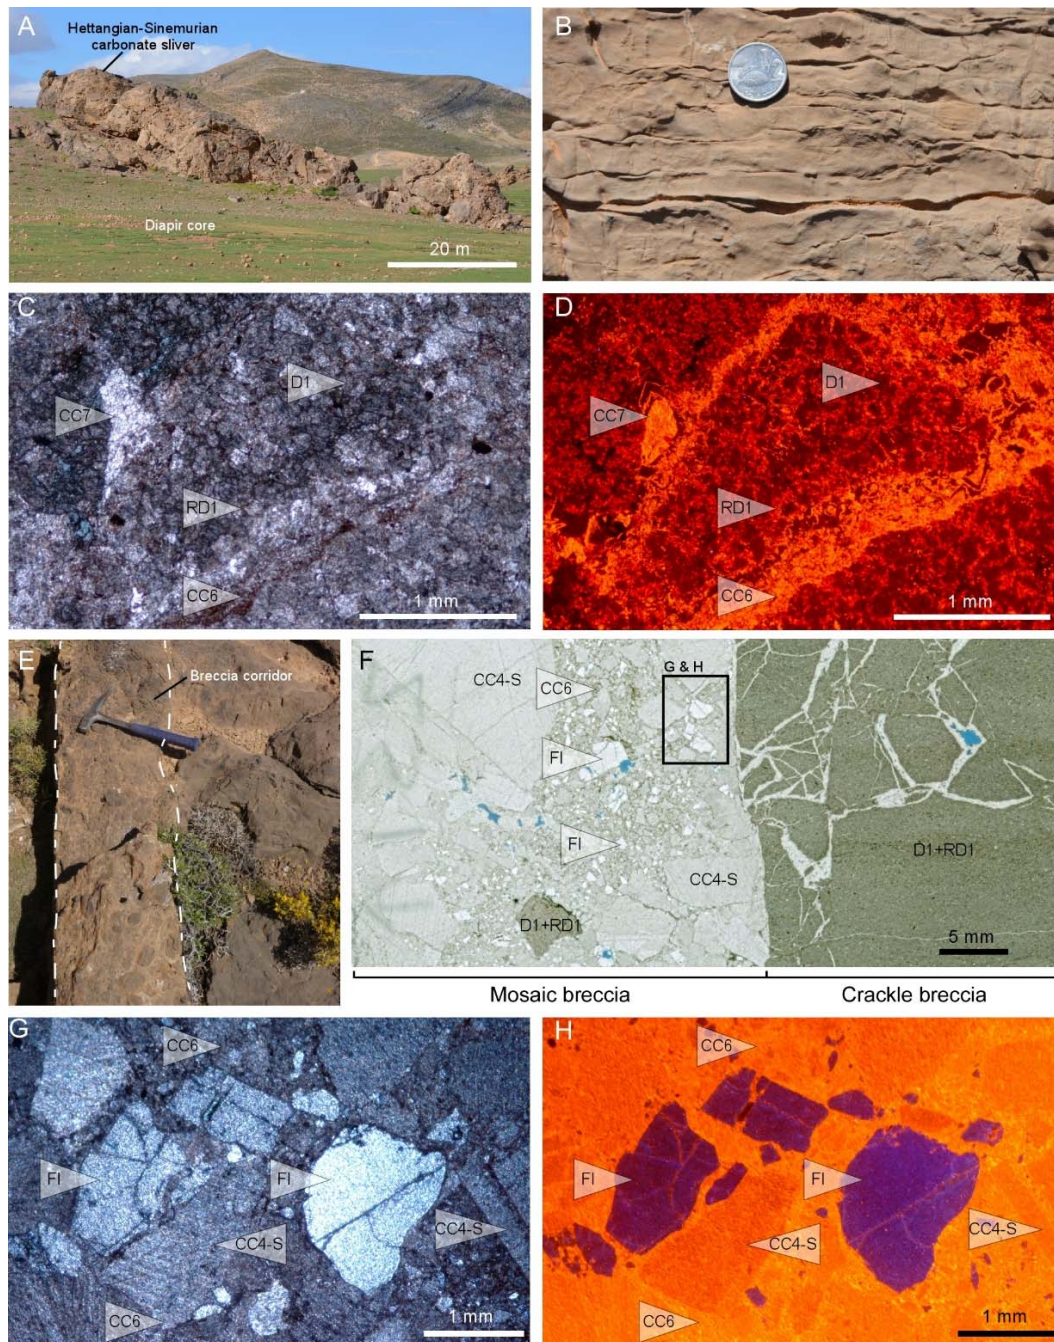 A
Hettangian-Sinemurian
carbonate sliver
Diapir core
20 m
B
C
D1
CC7
RD1
CC6
1 mm
D
D1
CC7
RD1
CC6
1 mm
E
Breccia corridor
F
CC4-S
CC6
G & H
FI
FI
CC4-S
D1+RD1
D1+RD1
5 mm
Mosaic breccia
Crackle breccia
G
CC6
FI
FI
CC4-S
CC4-S
CC6
1 mm
H
CC6
FI
FI
CC4-S
CC4-S
CC6
1 mm